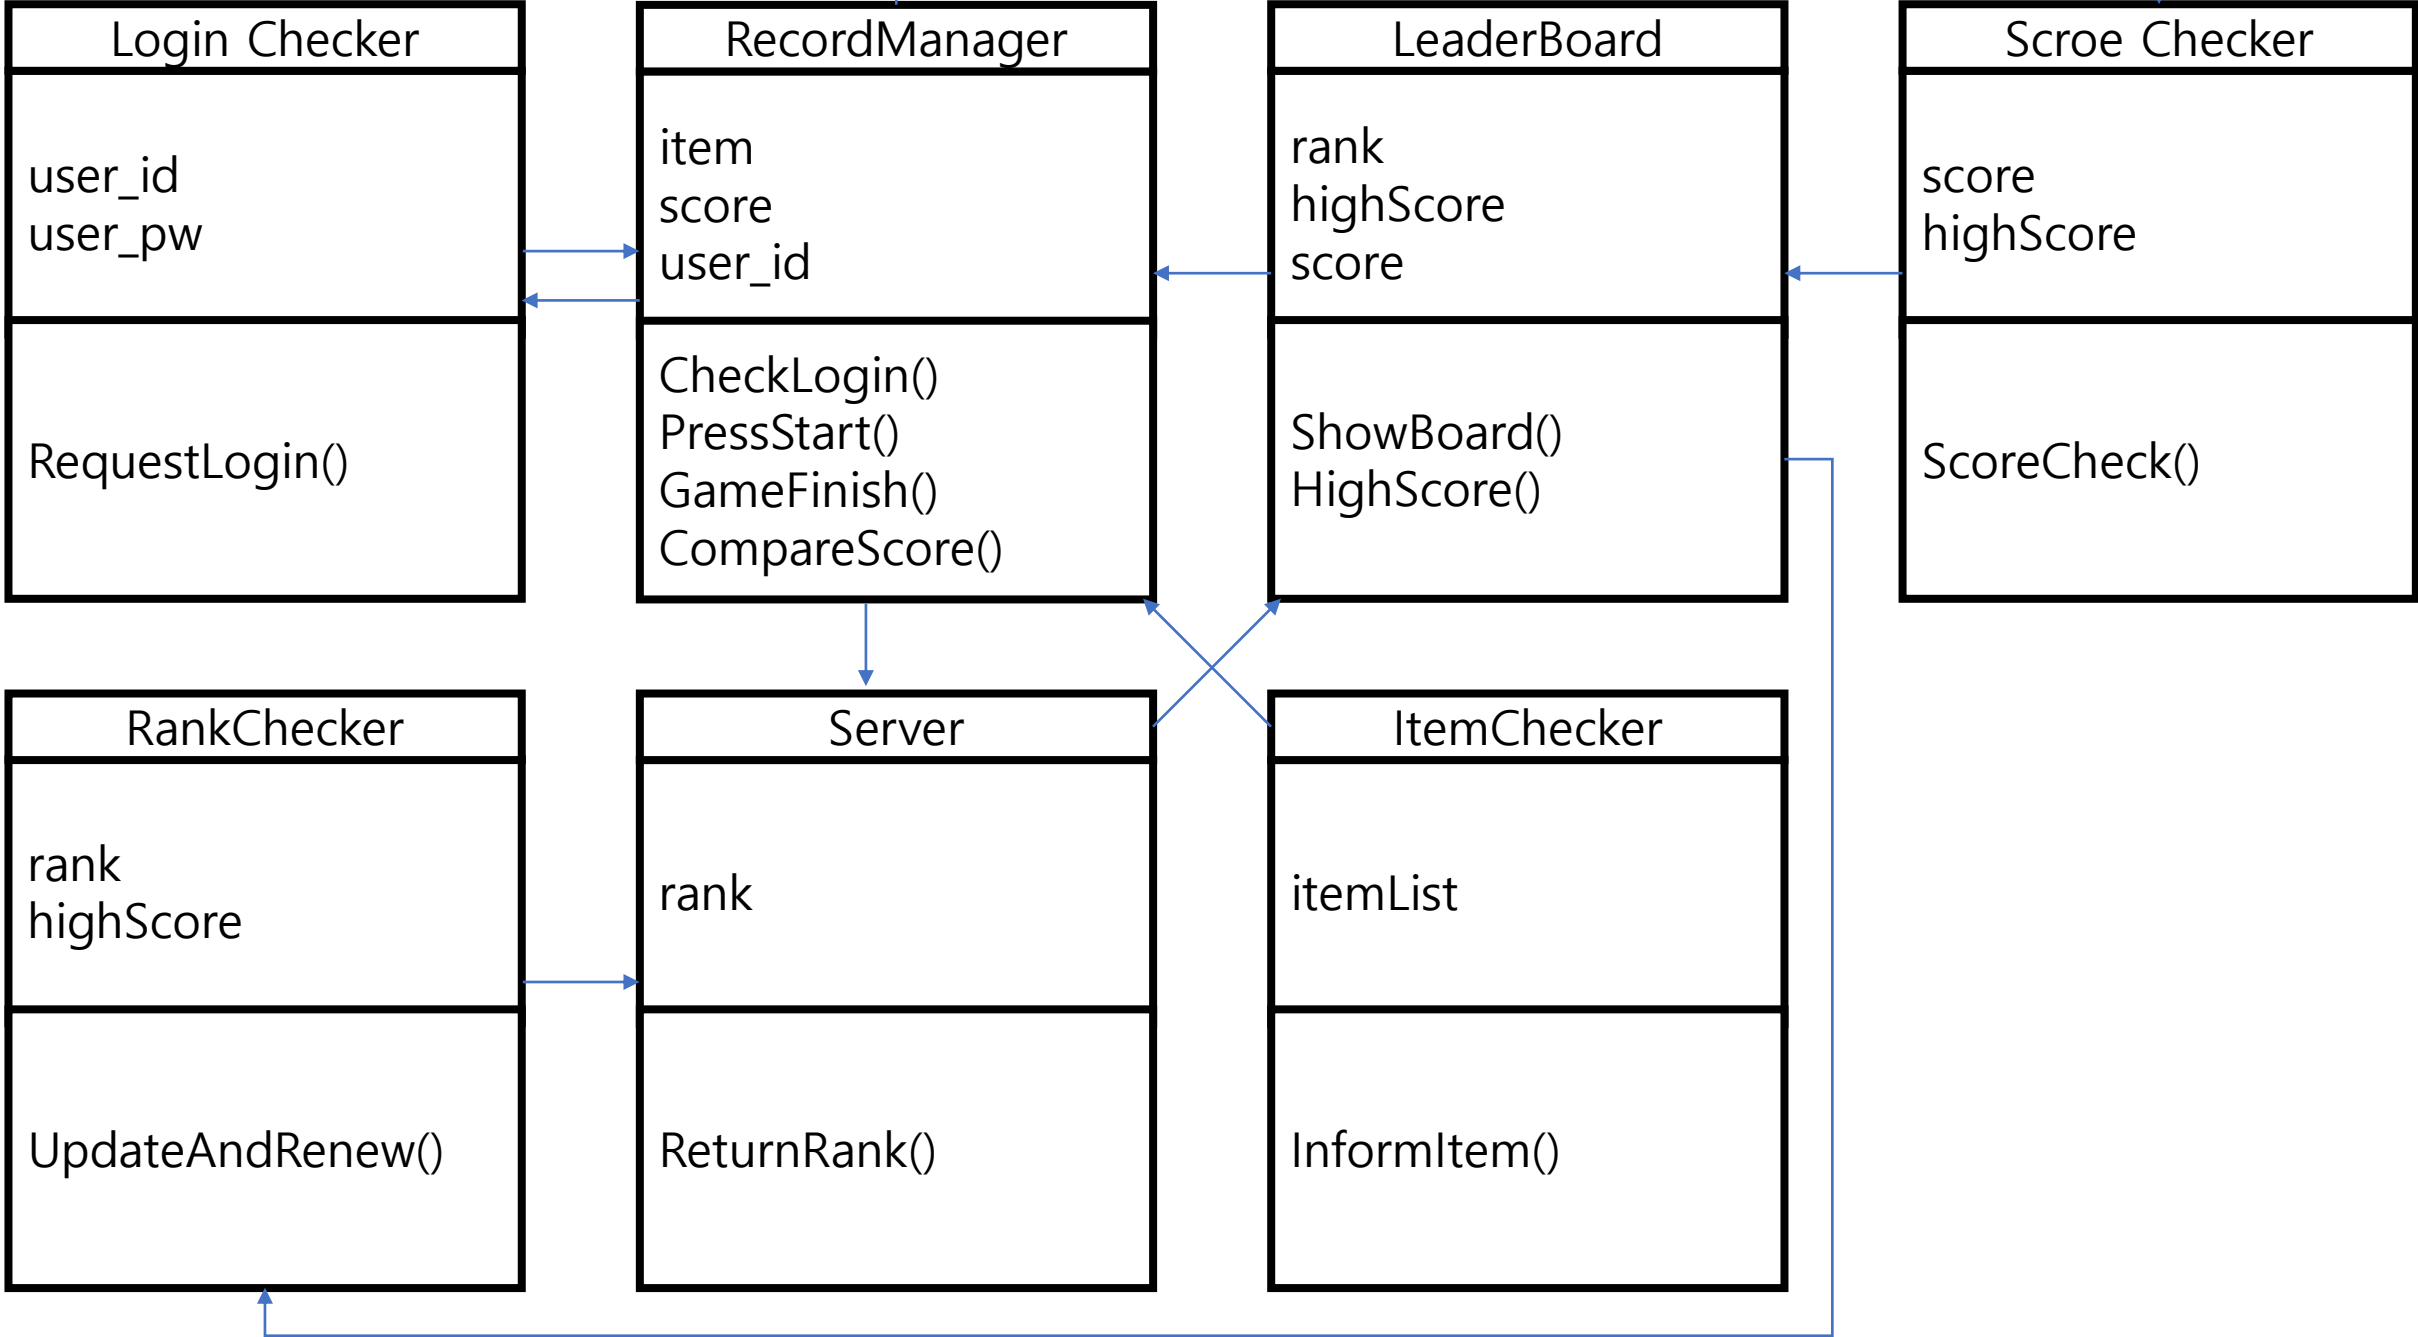 Login Checker
user_id
user_pw
RequestLogin()
RecordManager
item
score
user_id
CheckLogin()
PressStart()
GameFinish()
CompareScore()
LeaderBoard
rank
highScore
score
ShowBoard()
HighScore()
Scroe Checker
score
highScore
ScoreCheck()
RankChecker
rank
highScore
UpdateAndRenew()
Server
rank
ReturnRank()
ItemChecker
itemList
InformItem()